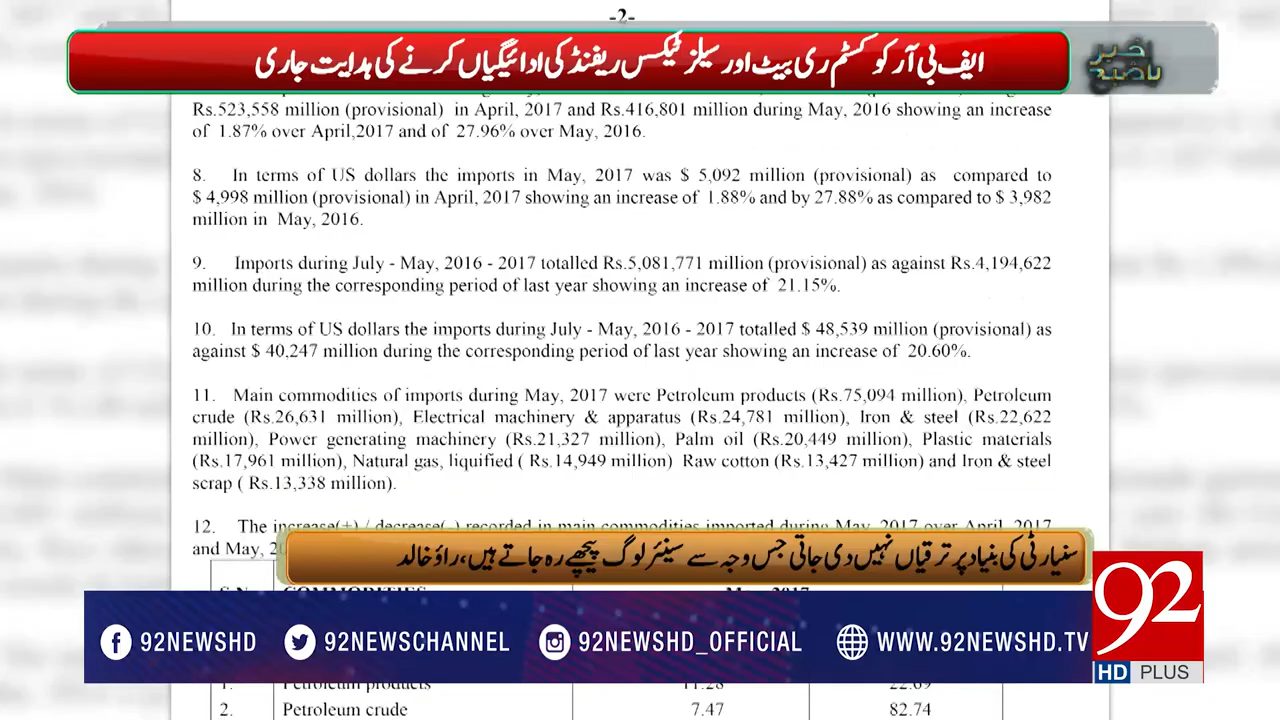 -2-
ایف بی آر کو کسٹم ری بیٹ اور سیلز ٹیکس ریفنڈ کی ادائیگیاں کرنے کی ہدایت جاری
Rs.523,558 million (provisional) in April, 2017 and Rs.416,801 million during May, 2016 showing an increase
of 1.87% over April,2017 and of 27.96% over May, 2016.
8. In terms of US dollars the imports in May, 2017 was $ 5,092 million (provisional) as compared to
$ 4,998 million (provisional) in April, 2017 showing an increase of 1.88% and by 27.88% as compared to $ 3,982
million in May, 2016.
9. Imports during July - May, 2016 - 2017 totalled Rs.5,081,771 million (provisional) as against Rs.4,194,622
million during the corresponding period of last year showing an increase of 21.15%.
10. In terms of US dollars the imports during July - May, 2016 - 2017 totalled $ 48,539 million (provisional) as
against $ 40,247 million during the corresponding period of last year showing an increase of 20.60%.
11. Main commodities of imports during May, 2017 were Petroleum products (Rs.75,094 million), Petroleum
crude (Rs.26,631 million), Electrical machinery & apparatus (Rs.24,781 million), Iron & steel (Rs.22,622
million), Power generating machinery (Rs.21,327 million), Palm oil (Rs.20,449 million), Plastic materials
(Rs.17,961 million), Natural gas, liquified ( Rs.14,949 million) Raw cotton (Rs.13,427 million) and Iron & steel
scrap ( Rs.13,338 million).
12. The increase(+) / decrease(-) recorded in main commodities imported during May, 2017 over April, 2017
and May, 2
سنیارٹی کی بنیاد پر ترقیاں نہیں دی جاتی جس وجہ سے سینئر لوگ پیچھے رہ جاتے ہیں، راؤ خالد
COMMODITIES
92NEWSHD 92NEWSCHANNEL 92NEWSHD_OFFICIAL WWW.92NEWSHD.TV
92
HD PLUS
1. Petroleum products 11.28 22.69
2. Petroleum crude 7.47 82.74